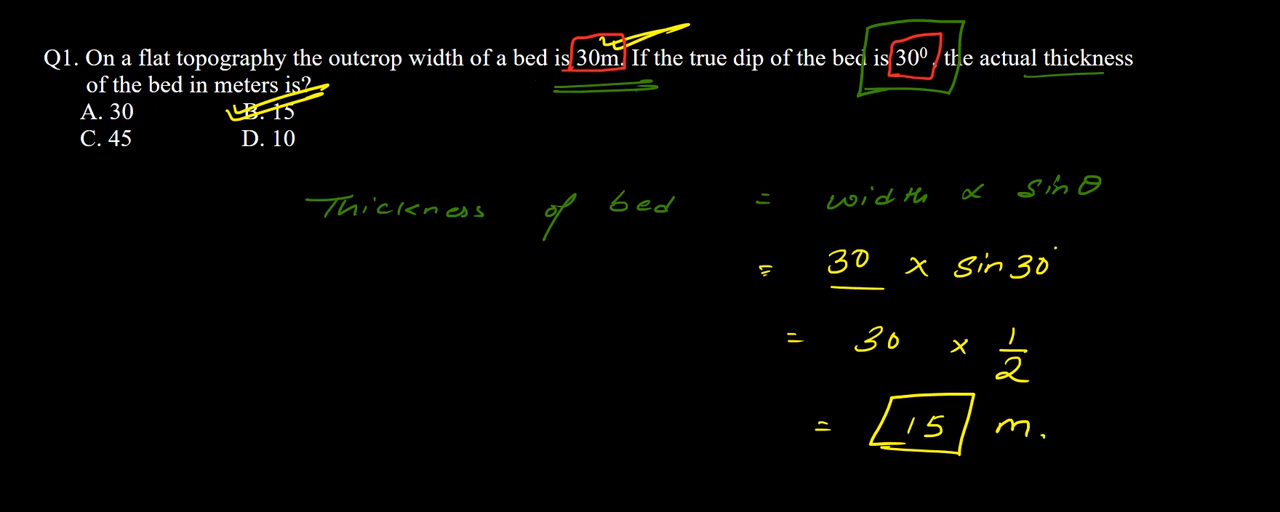 Q1. On a flat topography the outcrop width of a bed is 30m. If the true dip of the bed is 30⁰, the actual thickness
of the bed in meters is?
A. 30 B. 15
C. 45 D. 10
Thickness of bed = width × sinθ
= 30 × sin 30°
= 30 × 1/2
= 15 m.